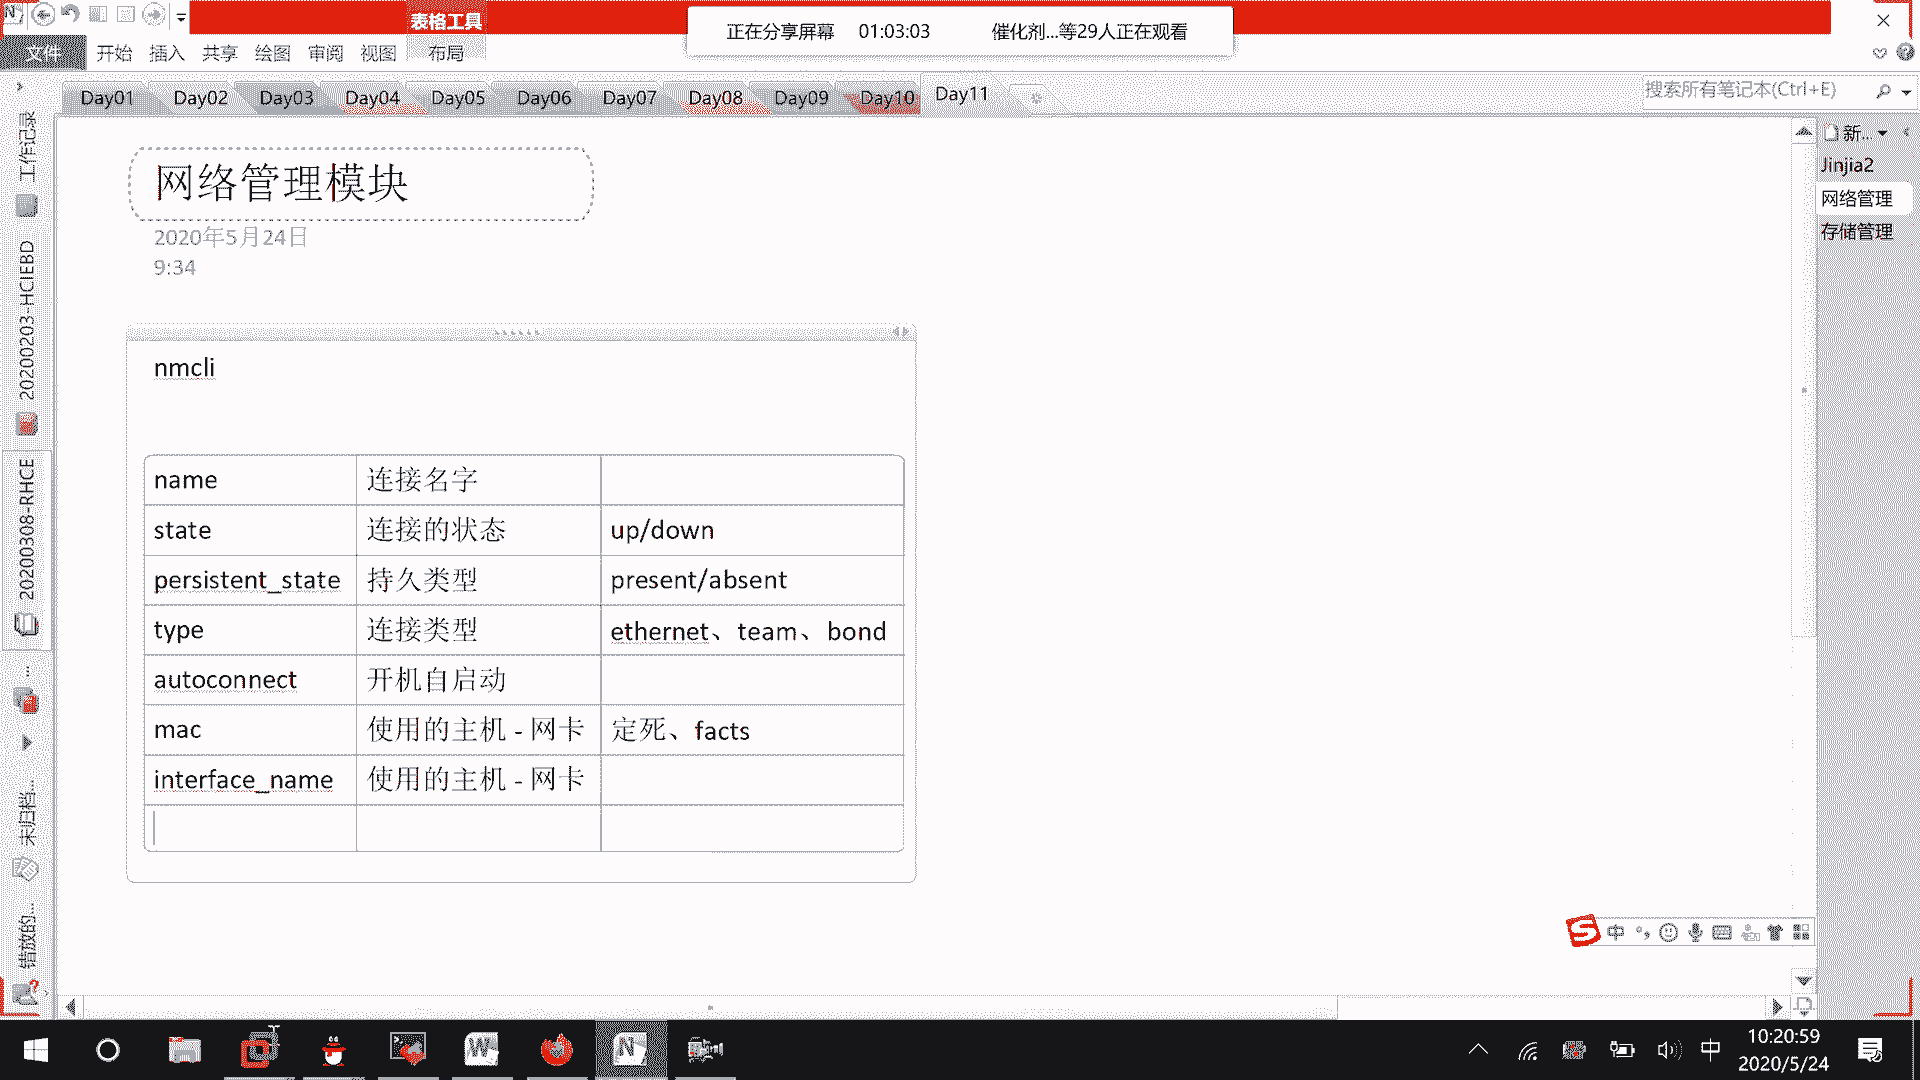 表格工具
正在分享屏幕 01:03:03 催化剂...等29人正在观看
文件 开始 插入 共享 绘图 审阅 视图 布局
Day01 Day02 Day03 Day04 Day05 Day06 Day07 Day08 Day09 Day10 Day11
搜索所有笔记本(Ctrl+E)
工作记录
20200203-HCIEBD
20200308-RHCE
...
未归档...
错放的...
新...
Jinjia2
网络管理
存储管理
网络管理模块
2020年5月24日
9:34
nmcli
name 连接名字
state 连接的状态 up/down
persistent_state 持久类型 present/absent
type 连接类型 ethernet、team、bond
autoconnect 开机自启动
mac 使用的主机 - 网卡 定死、facts
interface_name 使用的主机 - 网卡
中
中
10:20:59
2020/5/24